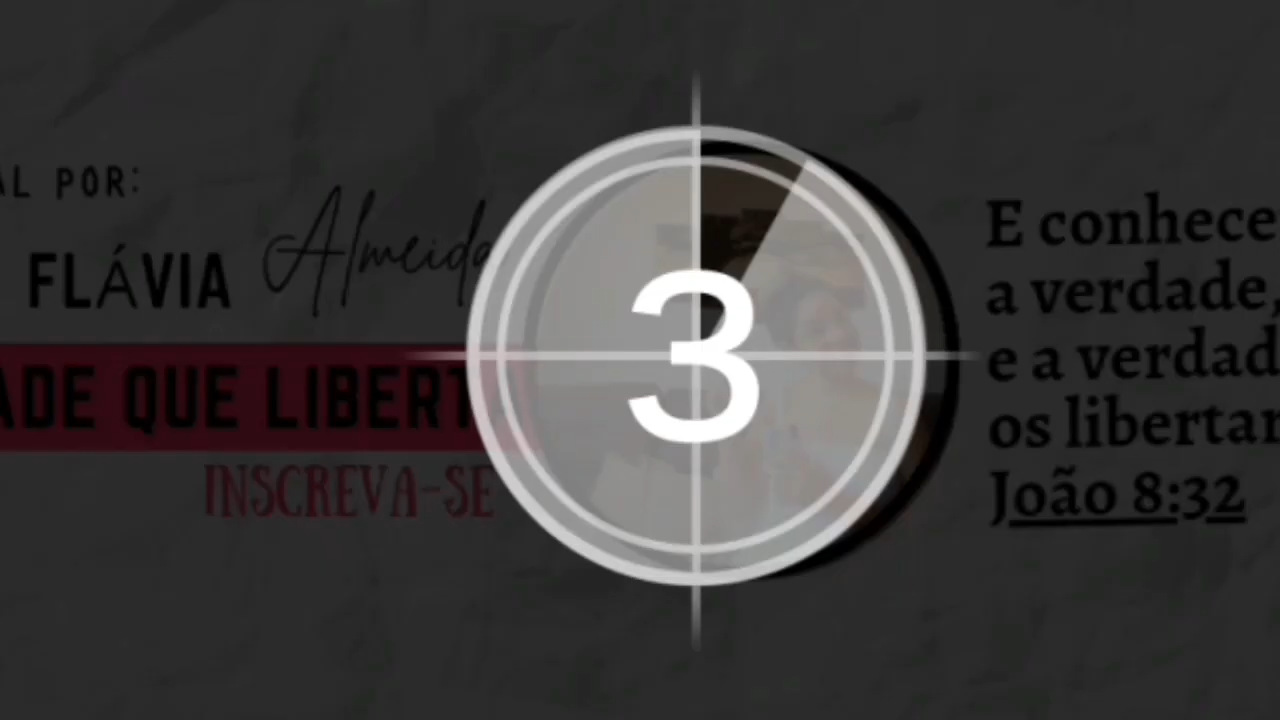 AL POR:
FLÁVIA Almeida
ADE QUE LIBERT
INSCREVA-SE
3
E conhece
a verdade,
e a verdad
os libertar
João 8:32